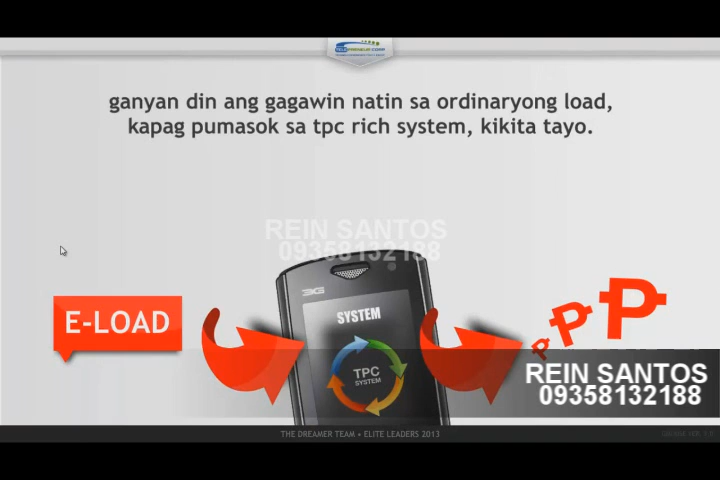 ganyan din ang gagawin natin sa ordinaryong load,
kapag pumasok sa tpc rich system, kikita tayo.
REIN SANTOS
09358132188
3G
SYSTEM
E-LOAD
TPC
SYSTEM
REIN SANTOS
09358132188
THE DREAMER TEAM • ELITE LEADERS 2013